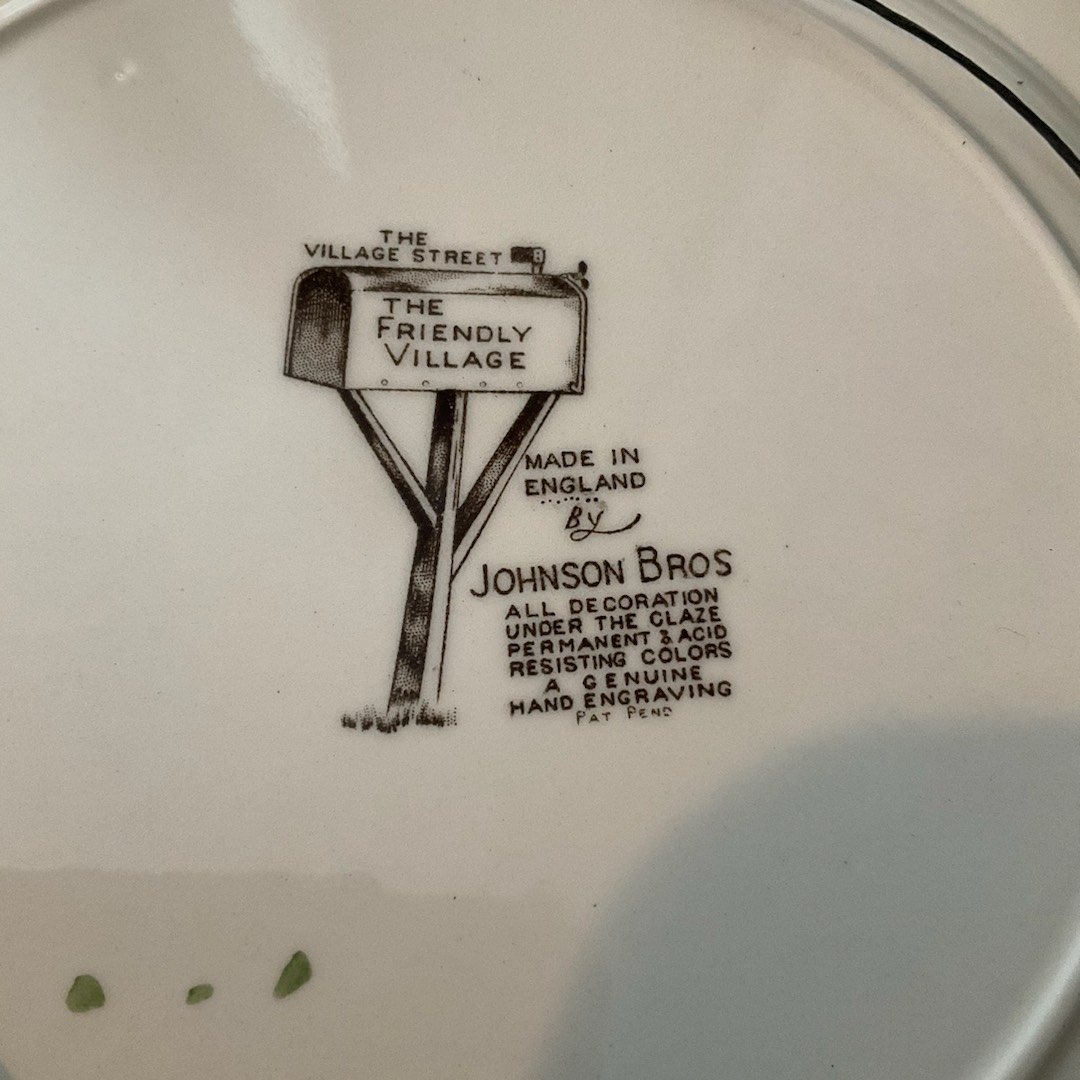 THE
VILLAGE STREET
THE
FRIENDLY
VILLAGE
MADE IN
ENGLAND
By
JOHNSON BROS
ALL DECORATION
UNDER THE GLAZE
PERMANENT & ACID
RESISTING COLORS
A GENUINE
HAND ENGRAVING
PAT PEND